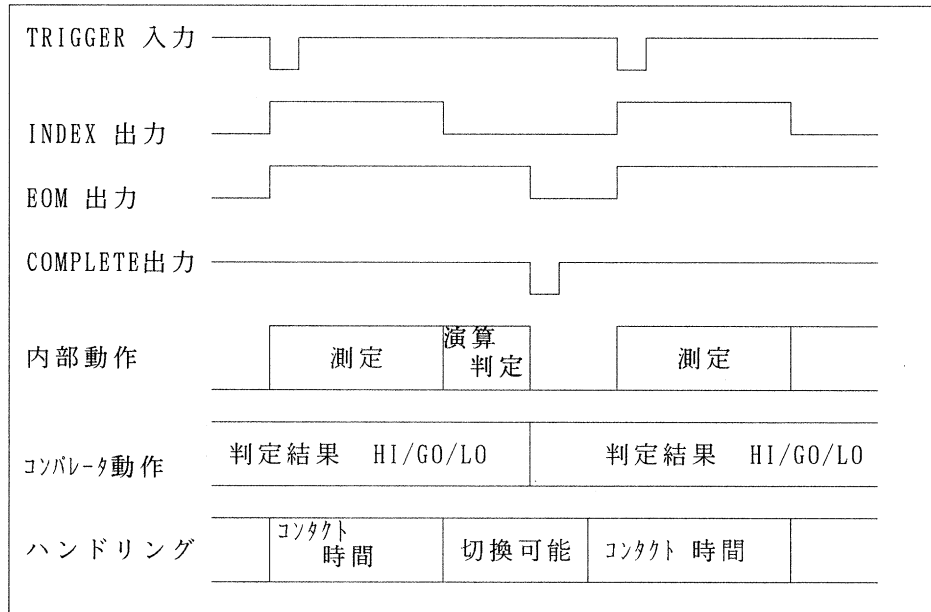 TRIGGER 入力
INDEX 出力
EOM 出力
COMPLETE出力
内部動作 測定 演算 判定 測定
コンパレータ動作 判定結果 HI/GO/LO 判定結果 HI/GO/LO
ハンドリング コンタクト 時間 切換可能 コンタクト 時間